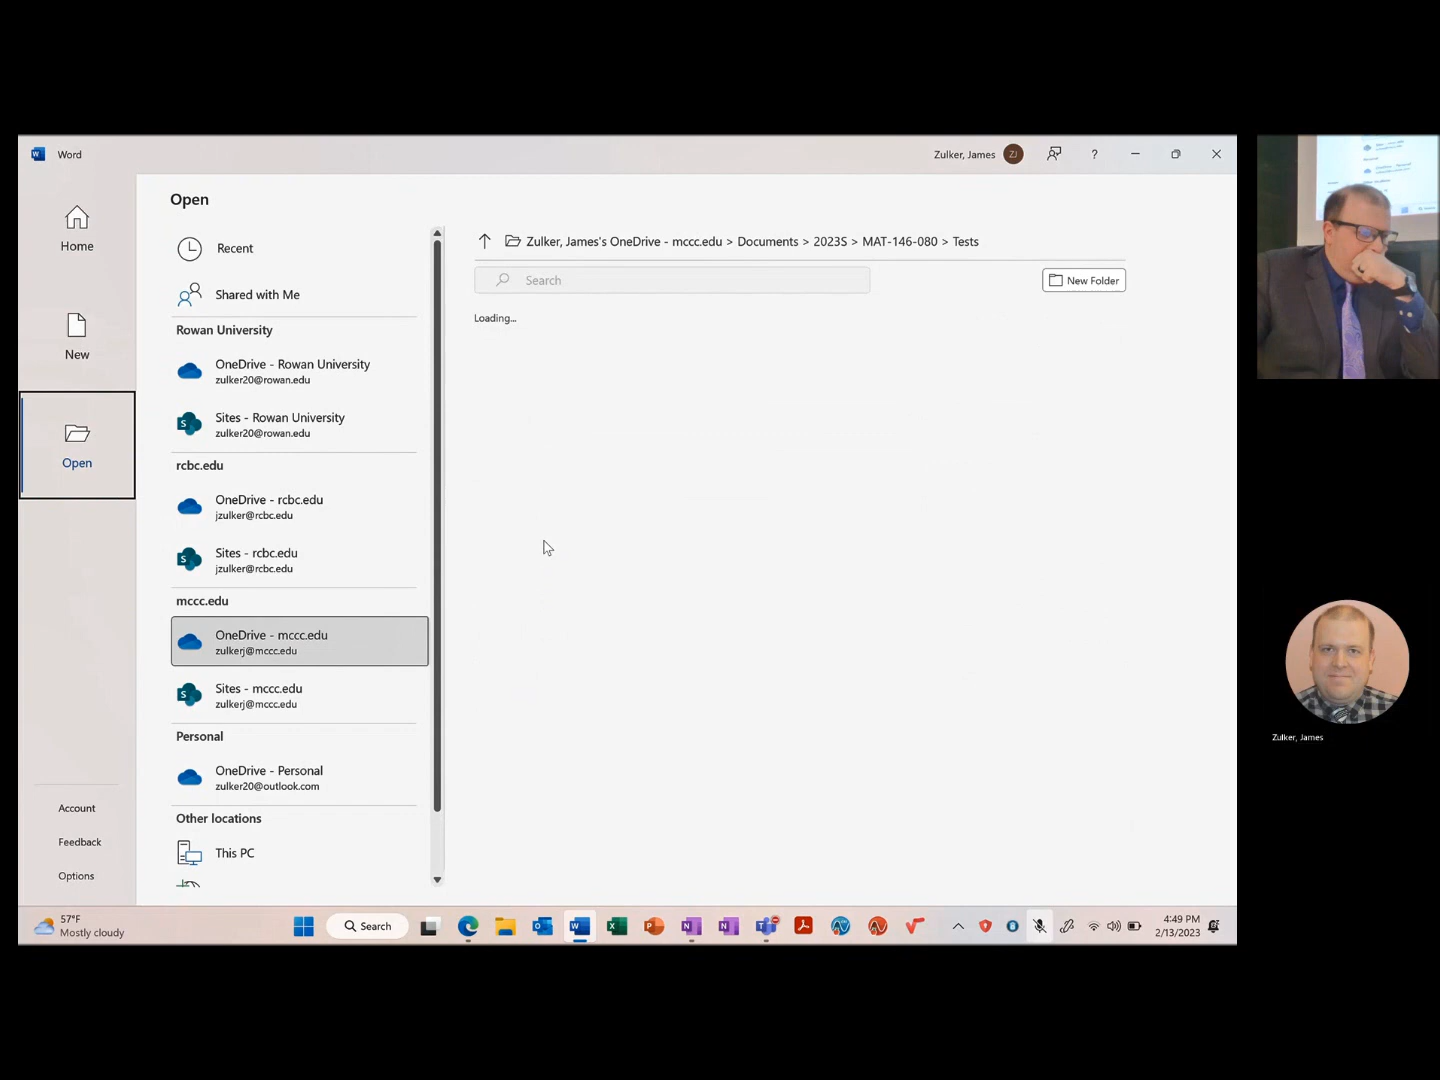 Word
Zulker, James
ZJ
?
Home
New
Open
Account
Feedback
Options
Open
Recent
Shared with Me
Rowan University
OneDrive - Rowan University
zulker20@rowan.edu
Sites - Rowan University
zulker20@rowan.edu
rcbc.edu
OneDrive - rcbc.edu
jzulker@rcbc.edu
Sites - rcbc.edu
jzulker@rcbc.edu
mccc.edu
OneDrive - mccc.edu
zulkerj@mccc.edu
Sites - mccc.edu
zulkerj@mccc.edu
Personal
OneDrive - Personal
zulker20@outlook.com
Other locations
This PC
Zulker, James's OneDrive - mccc.edu > Documents > 2023S > MAT-146-080 > Tests
Search
New Folder
Loading...
Zulker, James
57°F
Mostly cloudy
Search
4:49 PM
2/13/2023